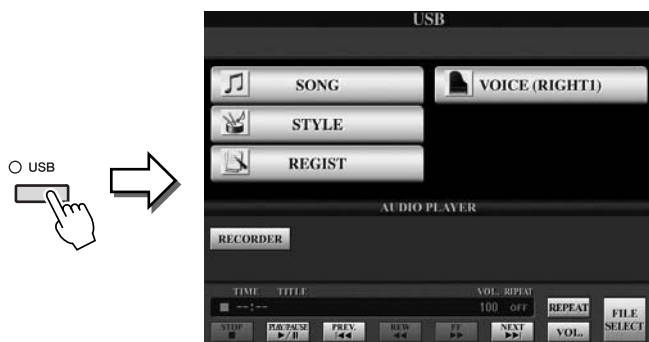 USB
SONG
VOICE (RIGHT1)
STYLE
REGIST
USB
AUDIO PLAYER
RECORDER
TIME TITLE VOL. REPEAT
--:-- 100 OFF
REPEAT
FILE SELECT
STOP PLAY/PAUSE PREV. REW FF NEXT VOL.